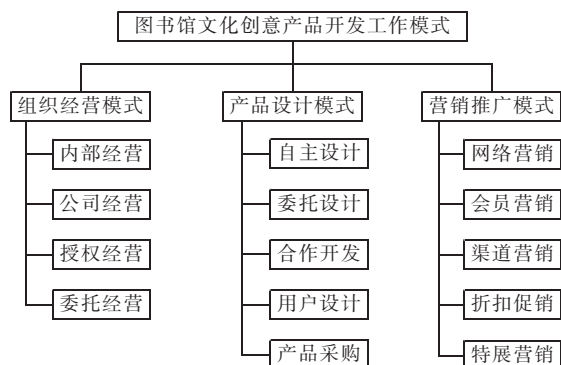 图书馆文化创意产品开发工作模式
组织经营模式
内部经营
公司经营
授权经营
委托经营
产品设计模式
自主设计
委托设计
合作开发
用户设计
产品采购
营销推广模式
网络营销
会员营销
渠道营销
折扣促销
特展营销